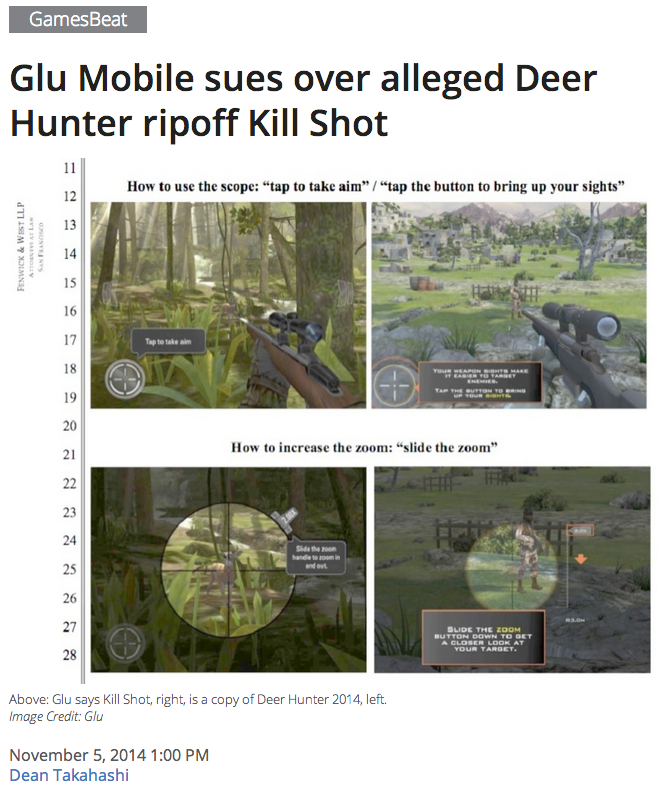 GamesBeat
Glu Mobile sues over alleged Deer
Hunter ripoff Kill Shot
11
How to use the scope: “tap to take aim” / “tap the button to bring up your sights”
12
FENWICK & WEST LLP
ATTORNEYS AT LAW
SAN FRANCISCO
13
14
15
16
17
Tap to take aim
18
YOUR WEAPON SIGHTS MAKE
IT EASIER TO TARGET
ENEMIES.
TAP THE BUTTON TO BRING
UP YOUR SIGHTS.
19
20
21
How to increase the zoom: “slide the zoom”
22
23
24
Slide the zoom
handle to zoom in
and out.
25
26
27
SLIDE THE ZOOM
BUTTON DOWN TO GET
A CLOSER LOOK AT
YOUR TARGET.
28
Above: Glu says Kill Shot, right, is a copy of Deer Hunter 2014, left.
Image Credit: Glu
November 5, 2014 1:00 PM
Dean Takahashi